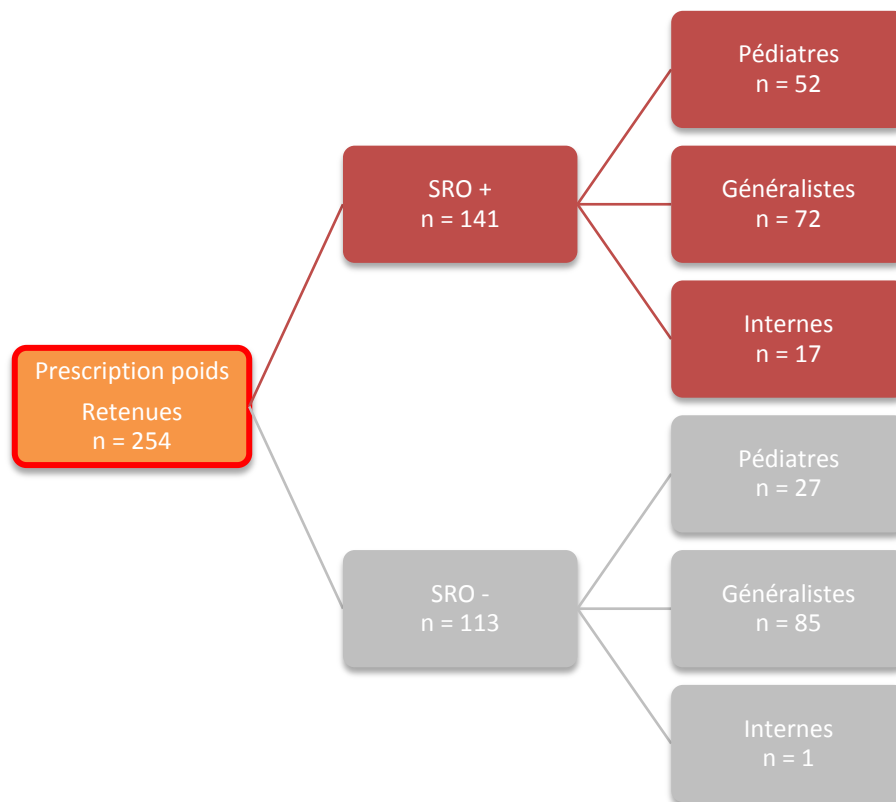 Prescription poids
Retenues
n = 254
SRO +
n = 141
Pédiatres
n = 52
Généralistes
n = 72
Internes
n = 17
SRO -
n = 113
Pédiatres
n = 27
Généralistes
n = 85
Internes
n = 1